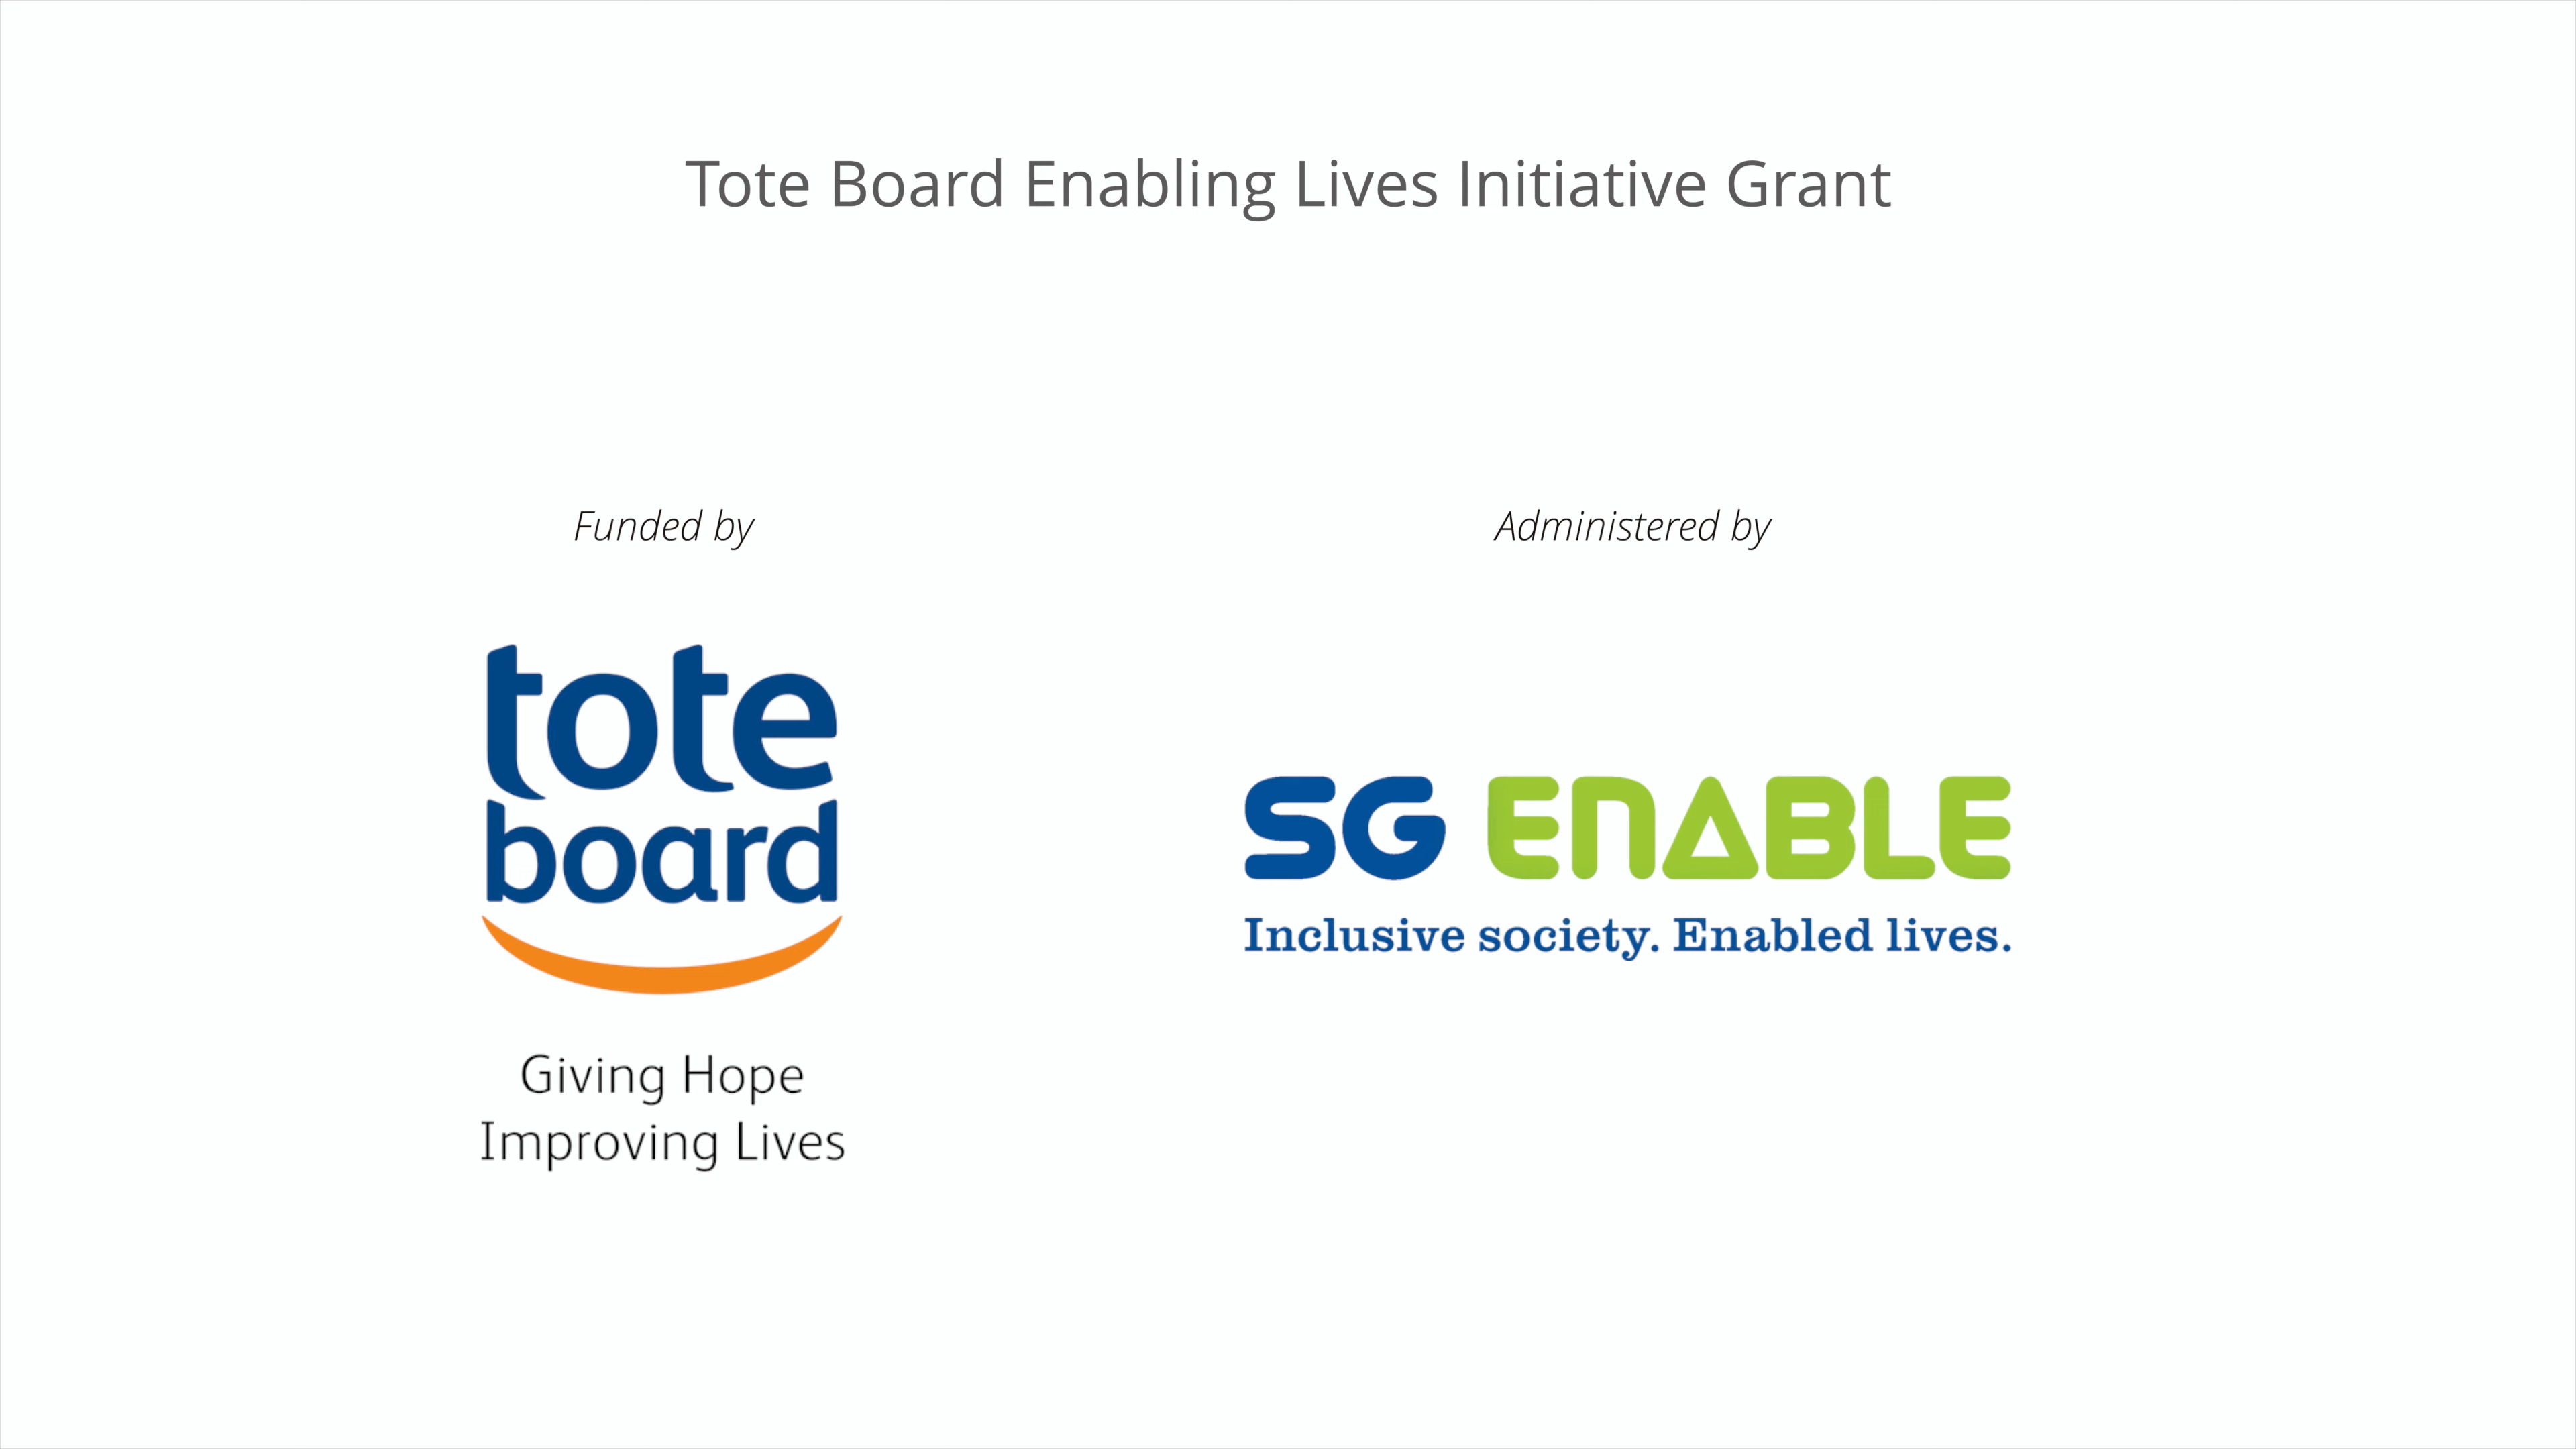 Tote Board Enabling Lives Initiative Grant
Funded by
tote
board
Giving Hope
Improving Lives
Administered by
SG ENABLE
Inclusive society. Enabled lives.